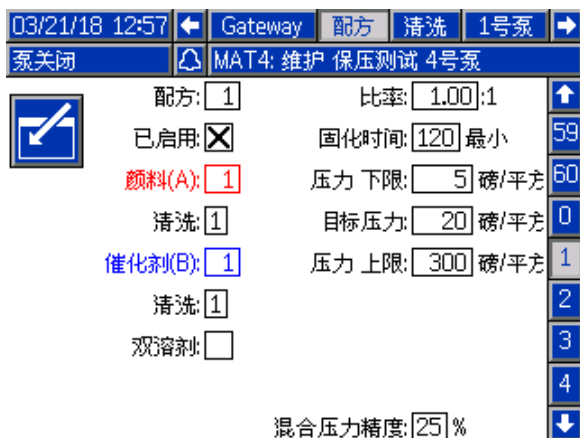 03/21/18 12:57 Gateway 配方 清洗 1号泵
泵关闭 MAT4: 维护 保压测试 4号泵
配方: 1 比率: 1.00:1
59
已启用: 固化时间: 120 最小
颜料(A): 1 压力 下限: 5 磅/平方
60
清洗: 1 目标压力: 20 磅/平方
0
催化剂(B): 1 压力 上限: 300 磅/平方
1
清洗: 1
2
双溶剂:
3
4
混合压力精度: 25 %